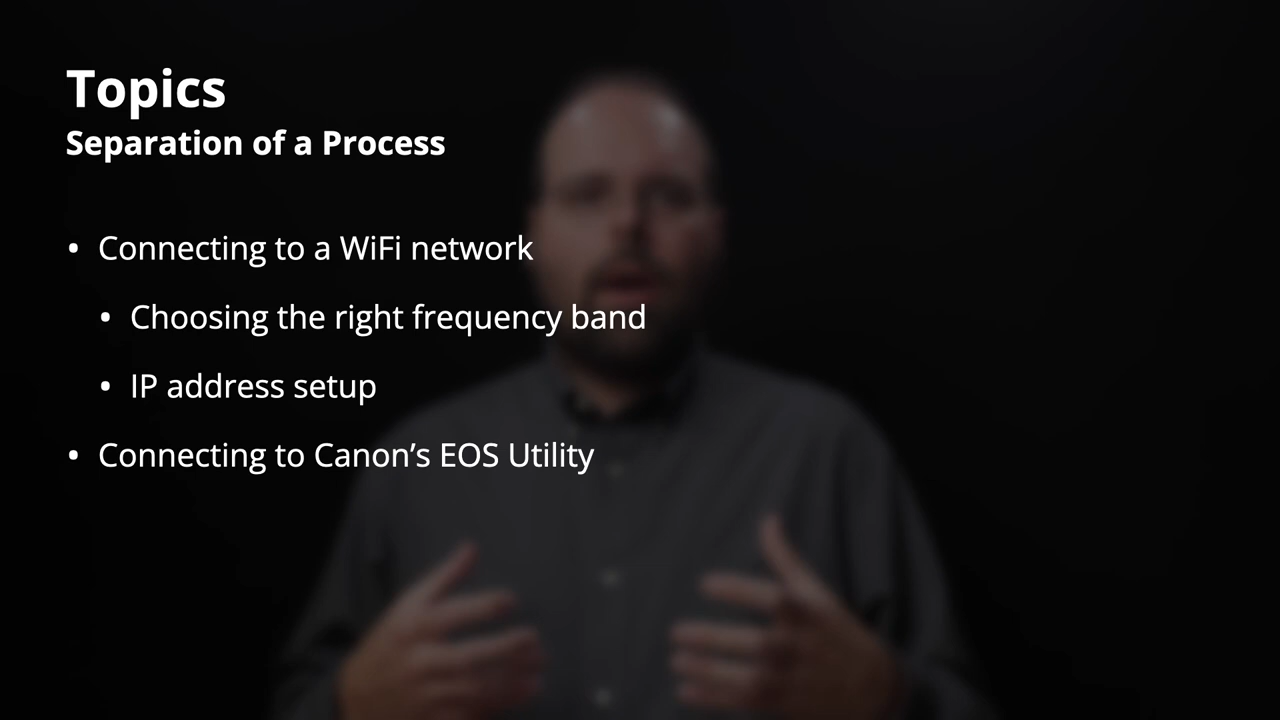 Topics
Separation of a Process
• Connecting to a WiFi network
• Choosing the right frequency band
• IP address setup
• Connecting to Canon’s EOS Utility